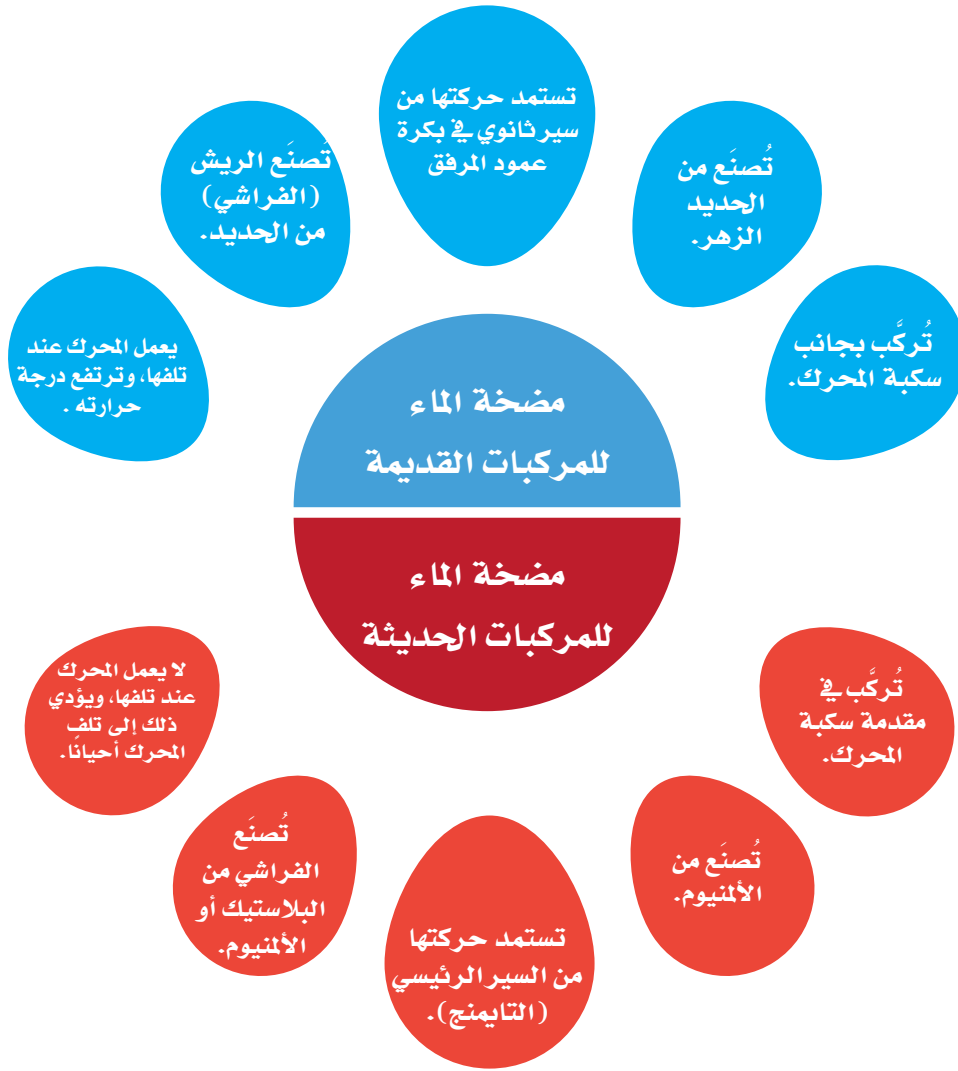 تستمد حركتها من
سير ثانوي في بكرة
عمود المرفق
تُصنَع من
الحديد
الزهر.
تُصنَع الريش
(الفراشي)
من الحديد.
تُركَّب بجانب
سكبة المحرك.
يعمل المحرك عند
تلفها، وترتفع درجة
حرارته .
مضخة الماء
للمركبات القديمة
مضخة الماء
للمركبات الحديثة
تُركَّب في
مقدمة سكبة
المحرك.
لا يعمل المحرك
عند تلفها، ويؤدي
ذلك إلى تلف
المحرك أحيانًا.
تُصنَع من
الألمنيوم.
تُصنَع
الفراشي من
البلاستيك أو
الألمنيوم.
تستمد حركتها
من السير الرئيسي
(التايمنج).